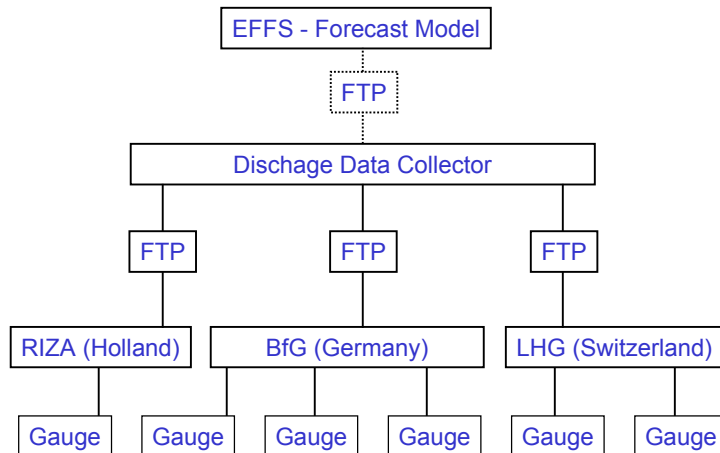 EFFS - Forecast Model
FTP
Dischage Data Collector
FTP
FTP
FTP
RIZA (Holland)
BfG (Germany)
LHG (Switzerland)
Gauge
Gauge
Gauge
Gauge
Gauge
Gauge